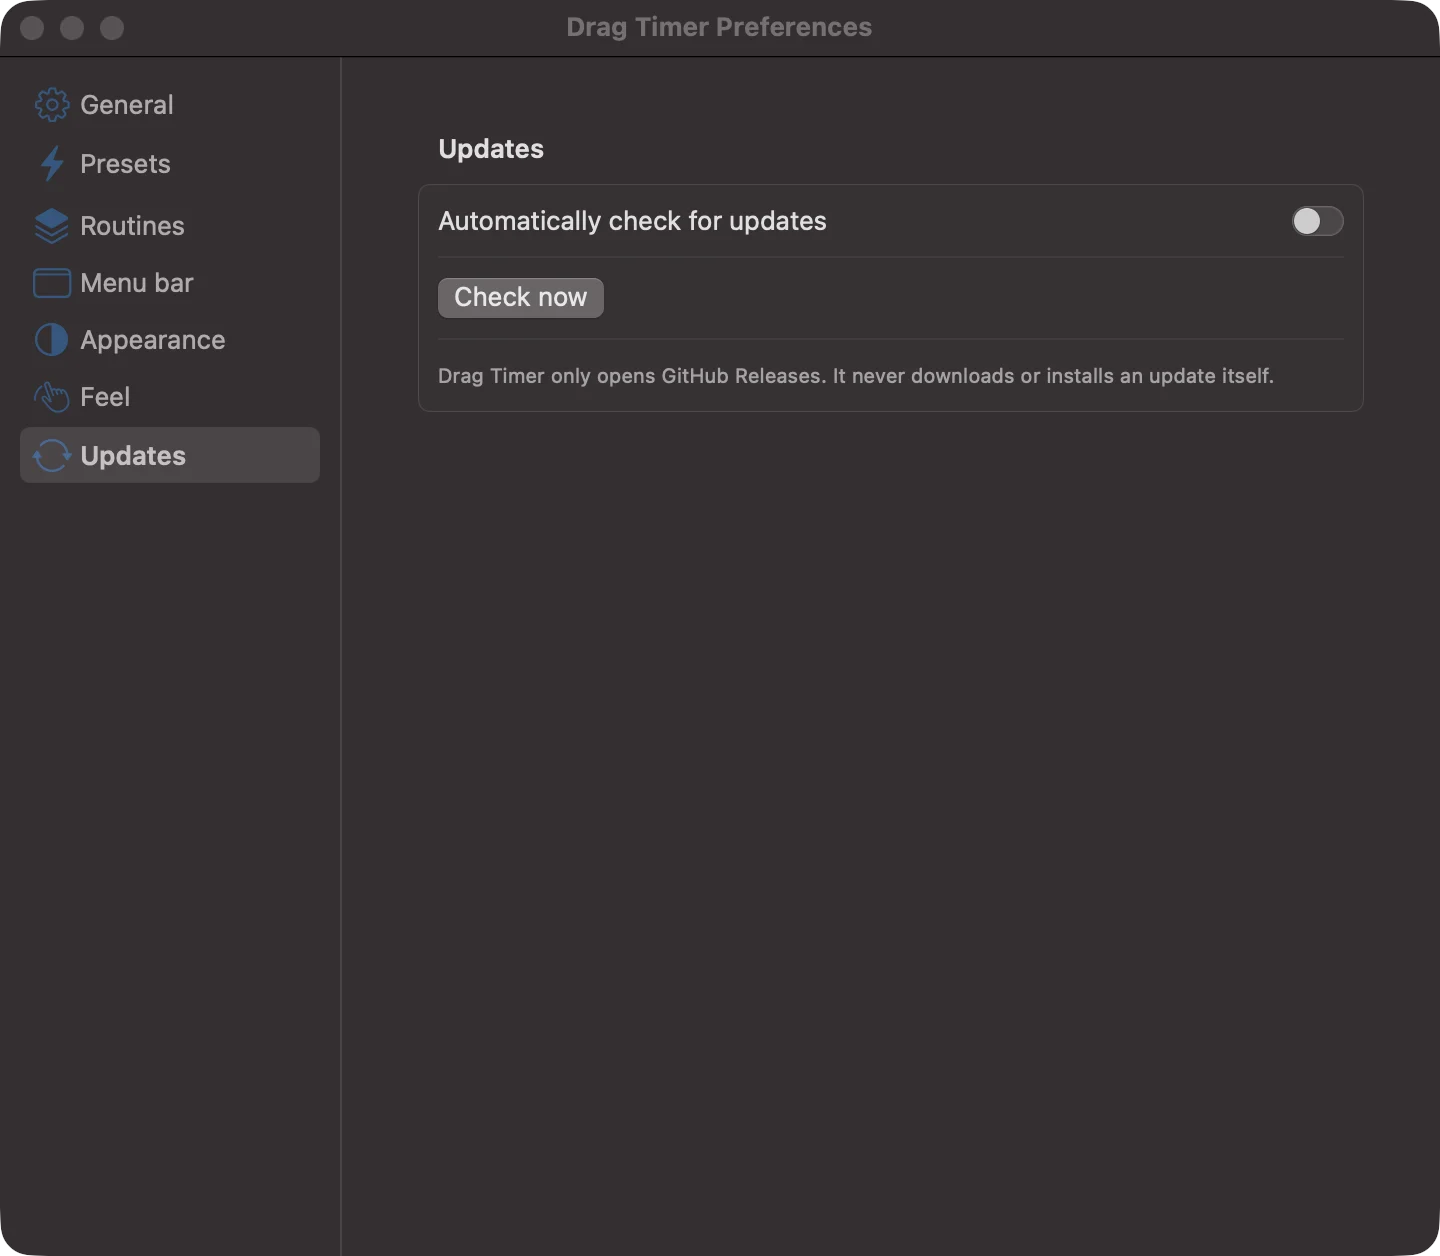 Drag Timer Preferences
General
Presets
Routines
Menu bar
Appearance
Feel
Updates
Updates
Automatically check for updates
Check now
Drag Timer only opens GitHub Releases. It never downloads or installs an update itself.